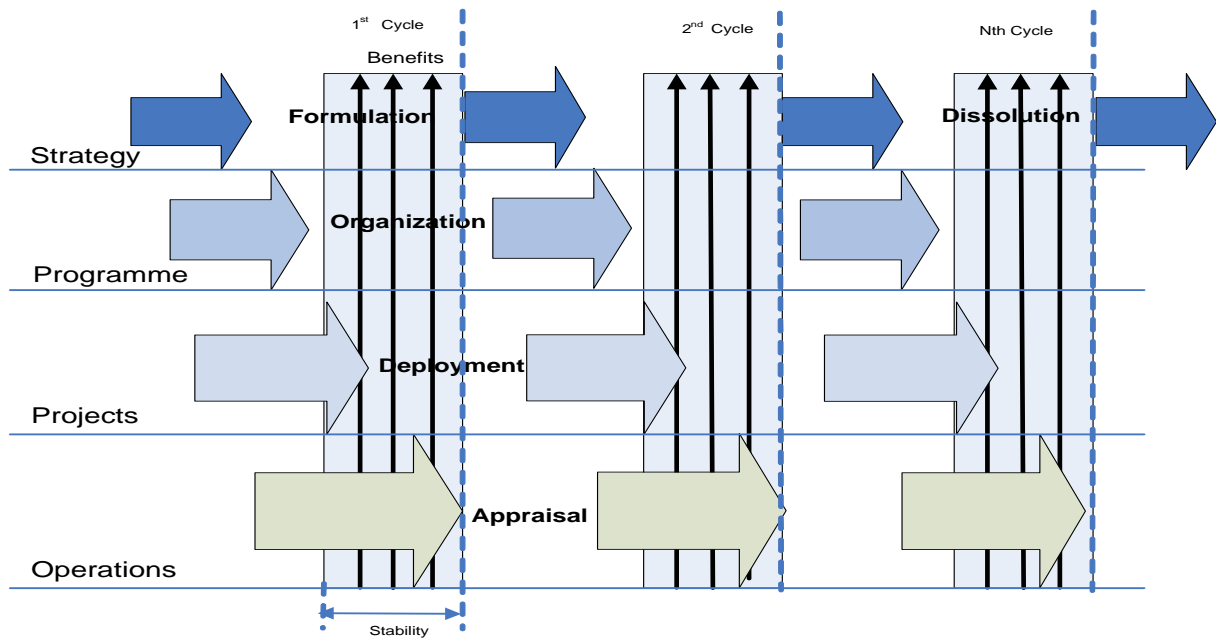 1st Cycle
2nd Cycle
Nth Cycle
Benefits
Formulation
Dissolution
Strategy
Organization
Programme
Deployment
Projects
Appraisal
Operations
Stability